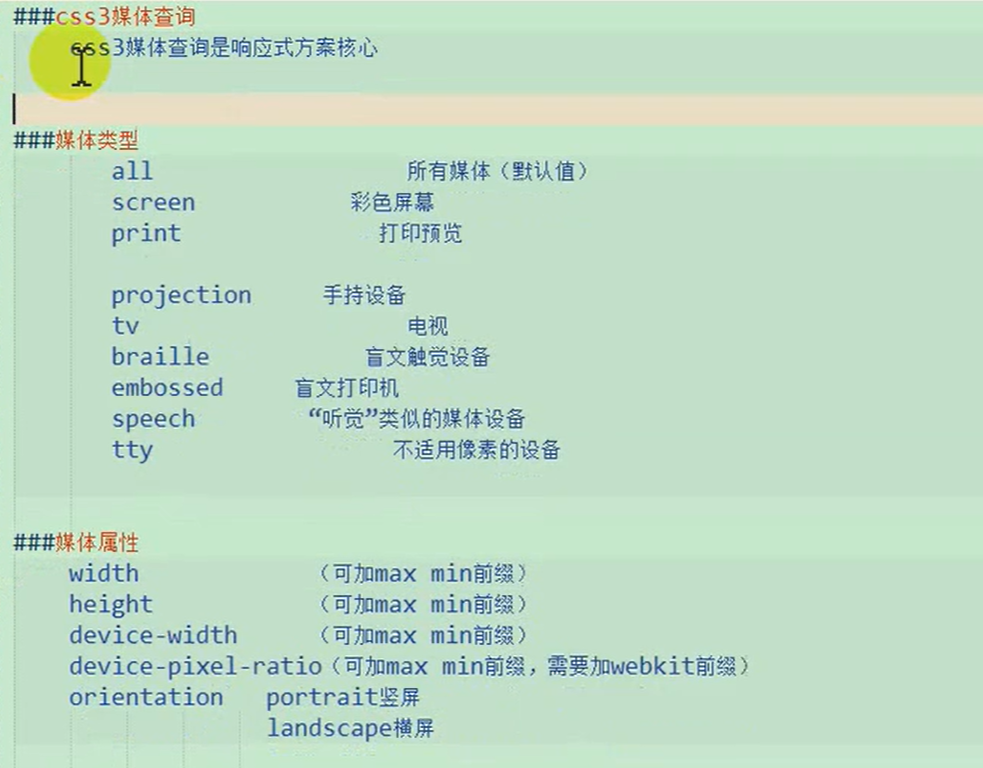 ###css3媒体查询
css3媒体查询是响应式方案核心
###媒体类型
all 所有媒体（默认值）
screen 彩色屏幕
print 打印预览
projection 手持设备
tv 电视
braille 盲文触觉设备
embossed 盲文打印机
speech “听觉”类似的媒体设备
tty 不适用像素的设备
###媒体属性
width （可加max min前缀）
height （可加max min前缀）
device-width （可加max min前缀）
device-pixel-ratio（可加max min前缀，需要加webkit前缀）
orientation portrait竖屏
landscape横屏